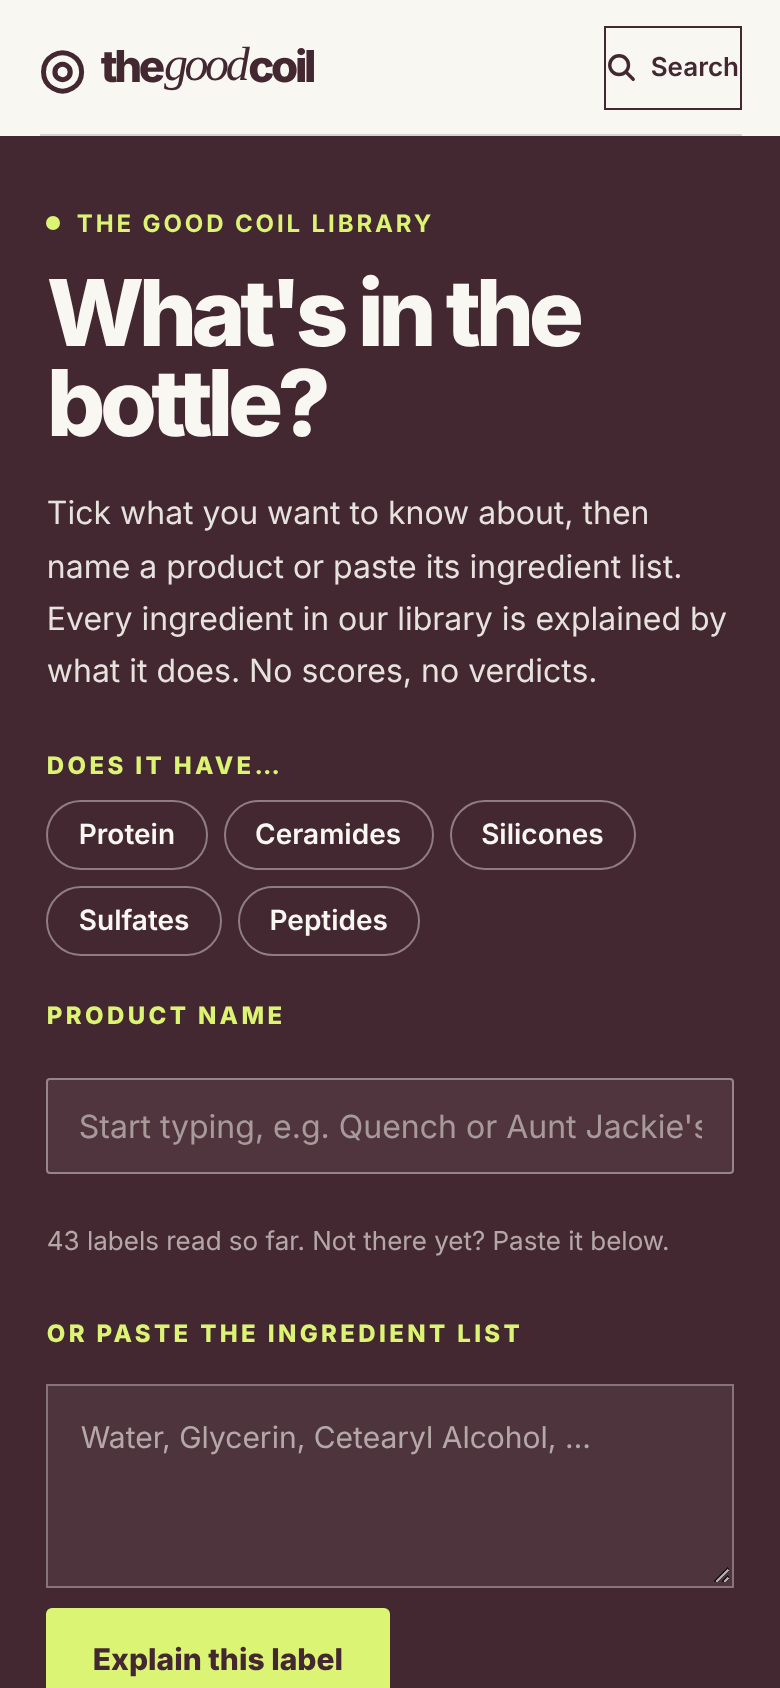 thegoodcoil
Search
THE GOOD COIL LIBRARY
What's in the
bottle?
Tick what you want to know about, then
name a product or paste its ingredient list.
Every ingredient in our library is explained by
what it does. No scores, no verdicts.
DOES IT HAVE...
Protein
Ceramides
Silicones
Sulfates
Peptides
PRODUCT NAME
Start typing, e.g. Quench or Aunt Jackie's
43 labels read so far. Not there yet? Paste it below.
OR PASTE THE INGREDIENT LIST
Water, Glycerin, Cetearyl Alcohol, ...
Explain this label